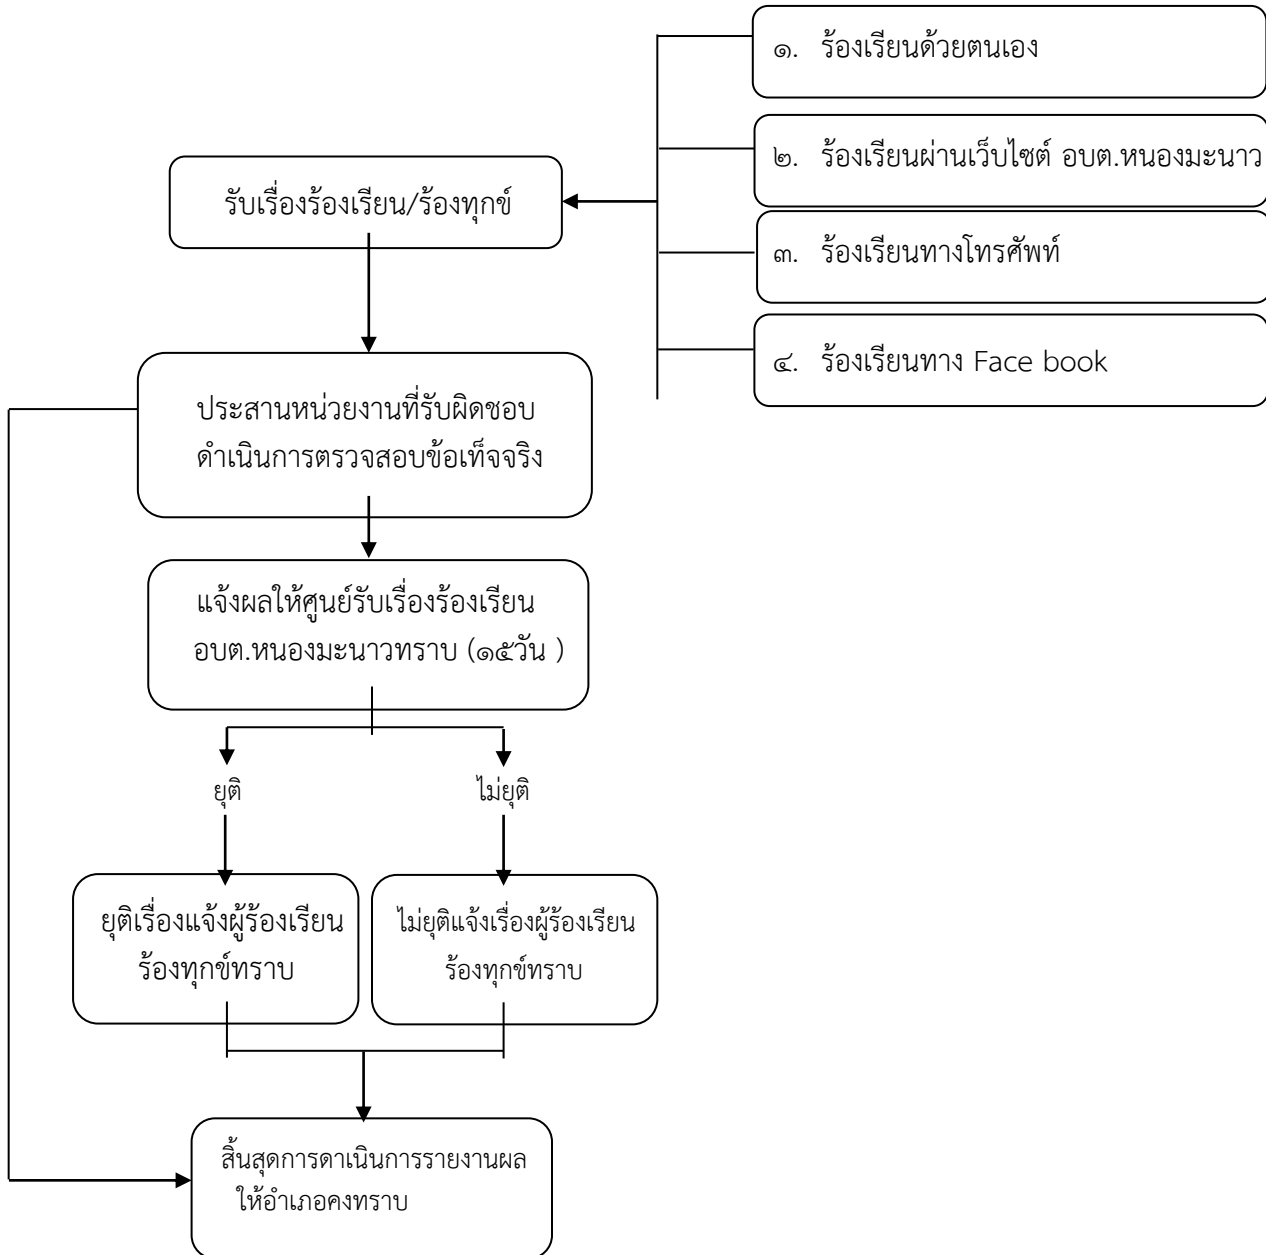 ๑. ร้องเรียนด้วยตนเอง
๒. ร้องเรียนผ่านเว็บไซต์ อบต.หนองมะนาว
รับเรื่องร้องเรียน/ร้องทุกข์
๓. ร้องเรียนทางโทรศัพท์
๔. ร้องเรียนทาง Face book
ประสานหน่วยงานที่รับผิดชอบ
ดำเนินการตรวจสอบข้อเท็จจริง
แจ้งผลให้ศูนย์รับเรื่องร้องเรียน
อบต.หนองมะนาวทราบ (๑๕วัน )
ยุติ
ไม่ยุติ
ยุติเรื่องแจ้งผู้ร้องเรียน
ร้องทุกข์ทราบ
ไม่ยุติแจ้งเรื่องผู้ร้องเรียน
ร้องทุกข์ทราบ
สิ้นสุดการดาเนินการรายงานผล
ให้อำเภอคงทราบ